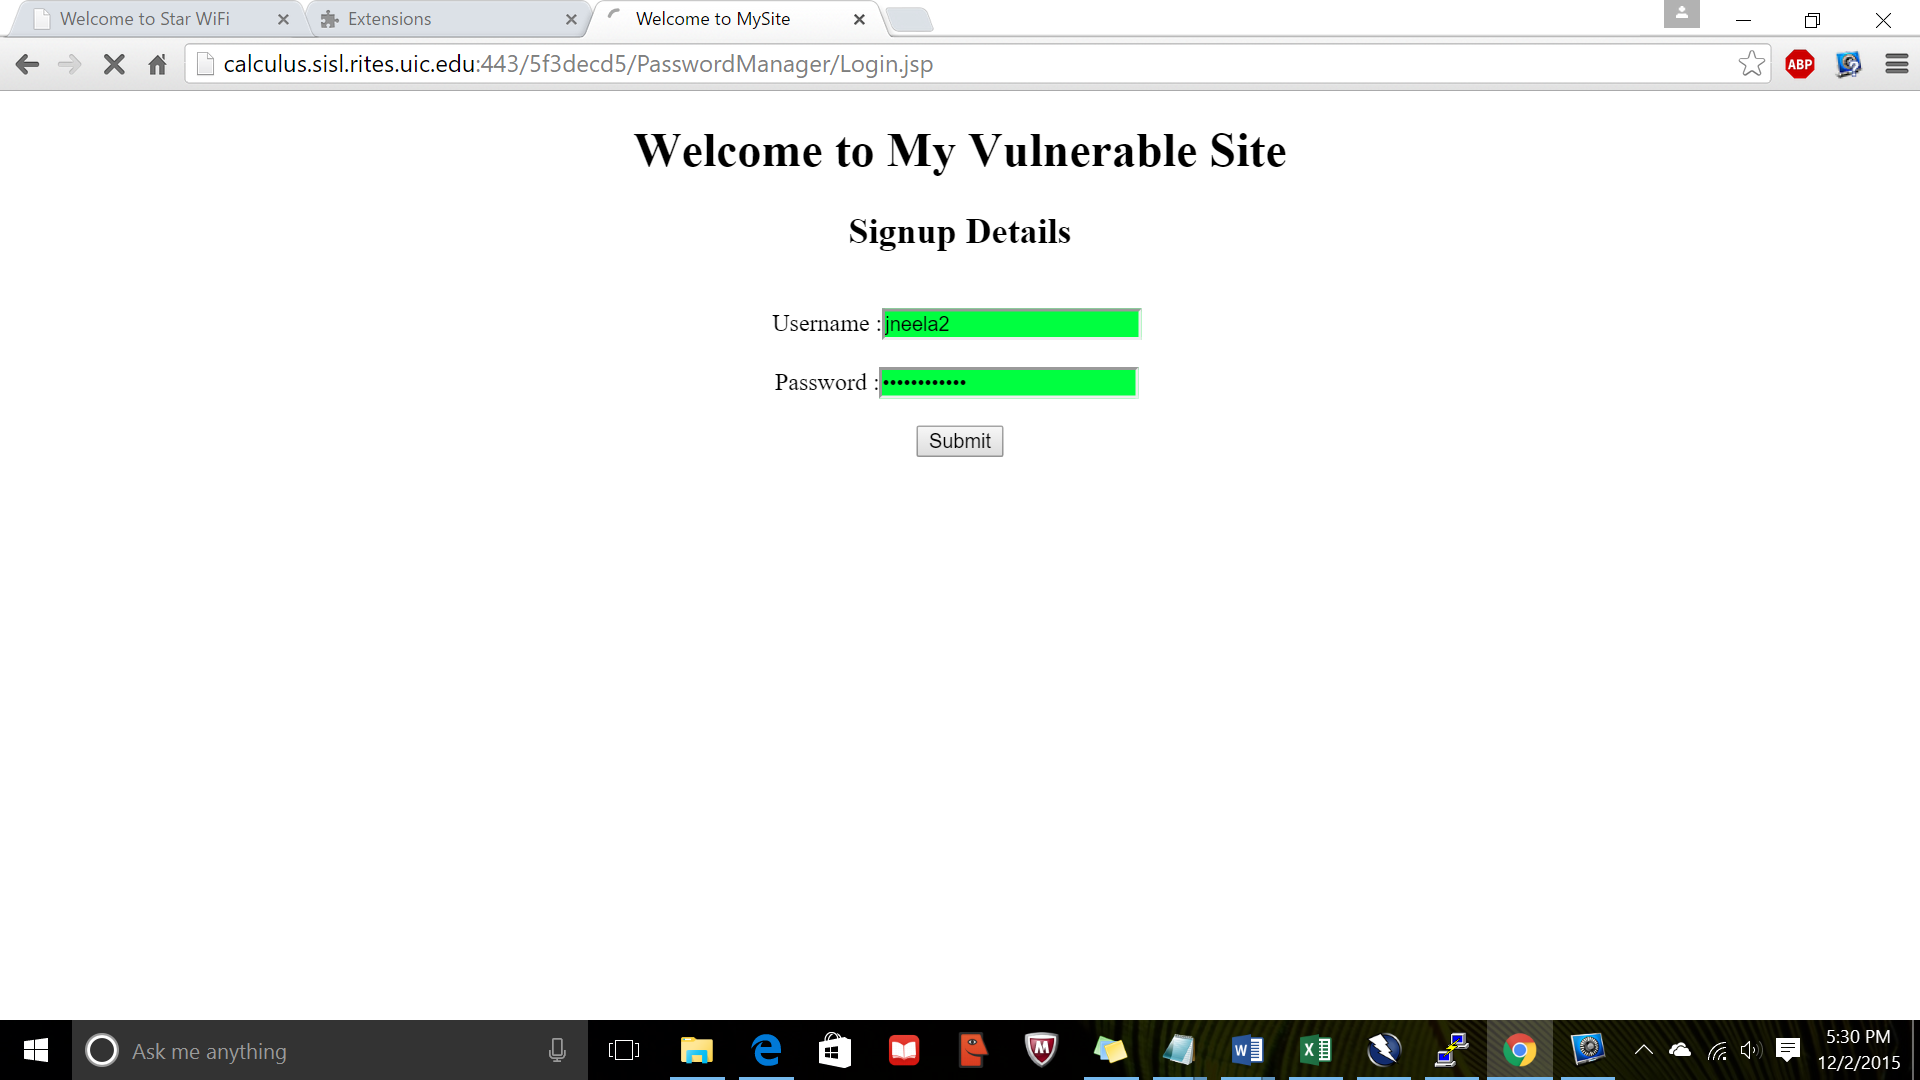 Welcome to Star WiFi
Extensions
Welcome to MySite
calculus.sisl.rites.uic.edu:443/5f3decd5/PasswordManager/Login.jsp
ABP
Welcome to My Vulnerable Site
Signup Details
Username :jneela2
Password :••••••••••••
Submit
Ask me anything
5:30 PM
12/2/2015